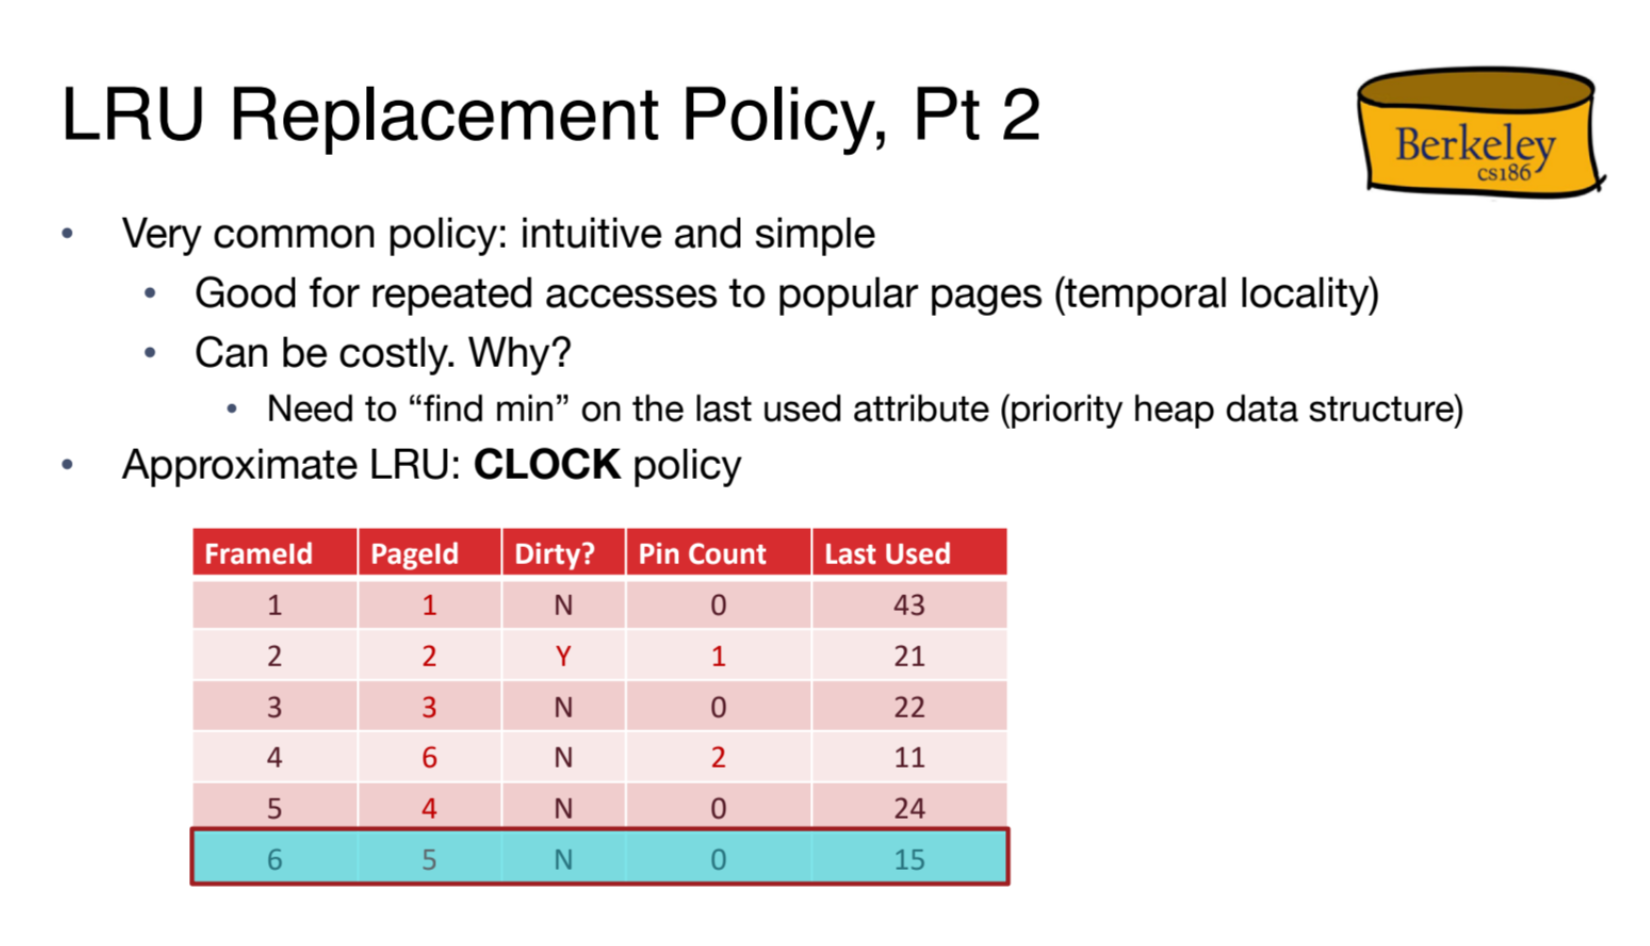 LRU Replacement Policy, Pt 2
Berkeley
cs186
• Very common policy: intuitive and simple
• Good for repeated accesses to popular pages (temporal locality)
• Can be costly. Why?
• Need to “find min” on the last used attribute (priority heap data structure)
• Approximate LRU: CLOCK policy
FrameId PageId Dirty? Pin Count Last Used
1 1 N 0 43
2 2 Y 1 21
3 3 N 0 22
4 6 N 2 11
5 4 N 0 24
6 5 N 0 15